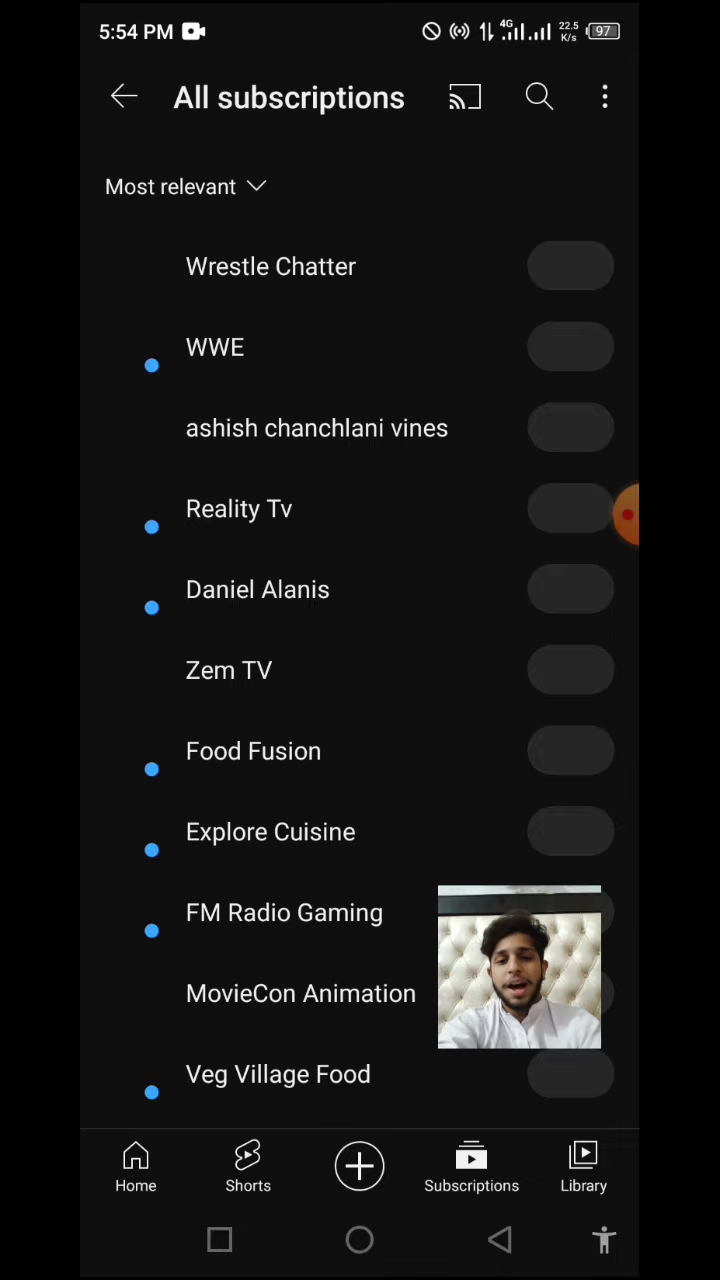 5:54 PM
4G
22.5
K/s
97
All subscriptions
Most relevant
Wrestle Chatter
WWE
ashish chanchlani vines
Reality Tv
Daniel Alanis
Zem TV
Food Fusion
Explore Cuisine
FM Radio Gaming
MovieCon Animation
Veg Village Food
Home
Shorts
Subscriptions
Library